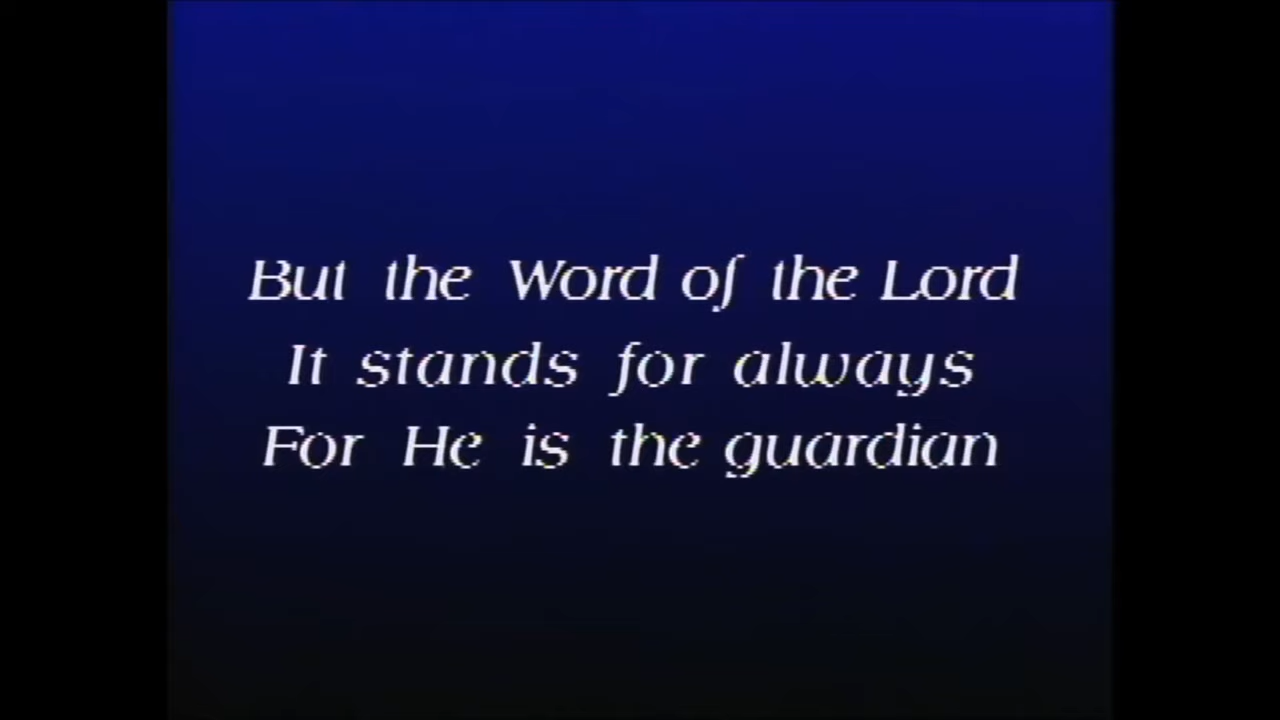 But the Word of the Lord
It stands for always
For He is the guardian